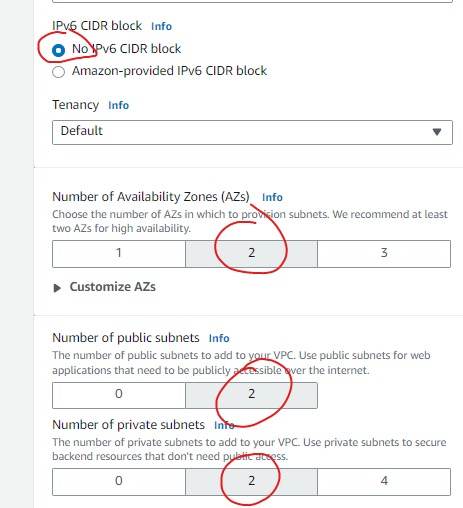 IPv6 CIDR block Info
No IPv6 CIDR block
Amazon-provided IPv6 CIDR block
Tenancy Info
Default
Number of Availability Zones (AZs) Info
Choose the number of AZs in which to provision subnets. We recommend at least
two AZs for high availability.
1 2 3
Customize AZs
Number of public subnets Info
The number of public subnets to add to your VPC. Use public subnets for web
applications that need to be publicly accessible over the internet.
0 2
Number of private subnets Info
The number of private subnets to add to your VPC. Use private subnets to secure
backend resources that don't need public access.
0 2 4